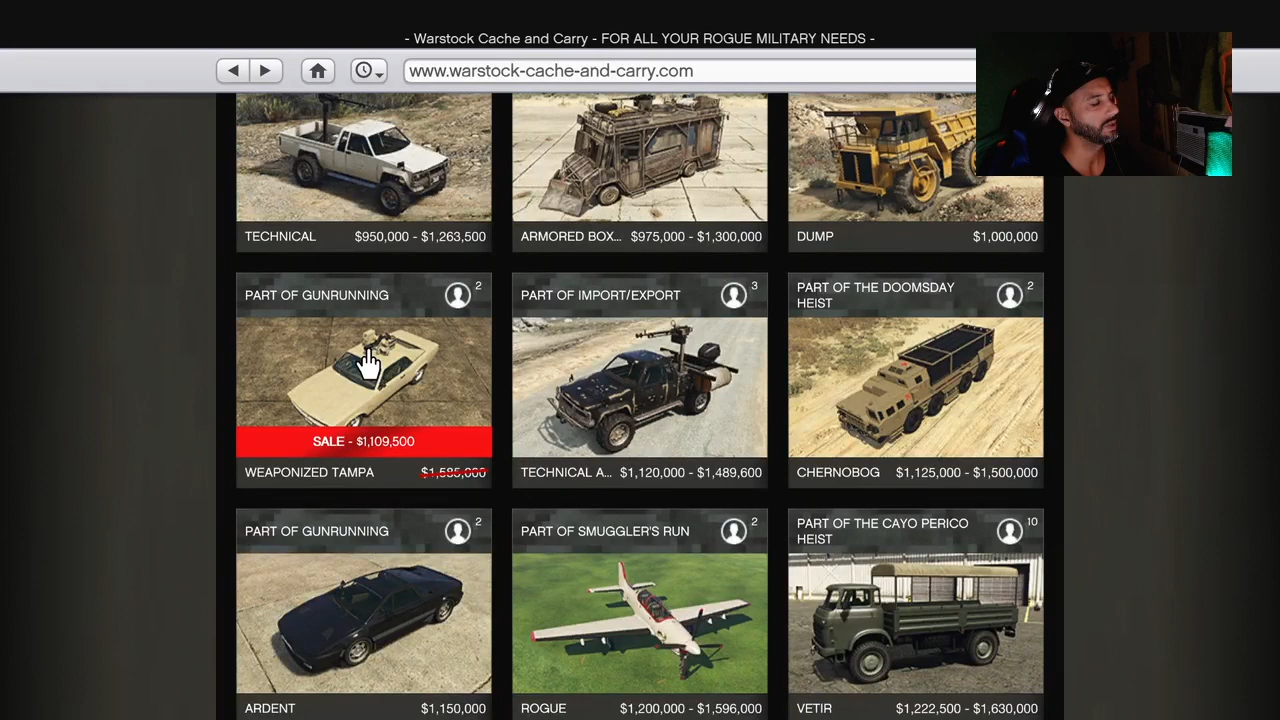 - Warstock Cache and Carry - FOR ALL YOUR ROGUE MILITARY NEEDS -
www.warstock-cache-and-carry.com
TECHNICAL $950,000 - $1,263,500
ARMORED BOX... $975,000 - $1,300,000
DUMP $1,000,000
PART OF GUNRUNNING 2
PART OF IMPORT/EXPORT 3
PART OF THE DOOMSDAY
HEIST 2
SALE - $1,109,500
WEAPONIZED TAMPA $1,585,000
TECHNICAL A... $1,120,000 - $1,489,600
CHERNOBOG $1,125,000 - $1,500,000
PART OF GUNRUNNING 2
PART OF SMUGGLER'S RUN 2
PART OF THE CAYO PERICO
HEIST 10
ARDENT $1,150,000
ROGUE $1,200,000 - $1,596,000
VETIR $1,222,500 - $1,630,000